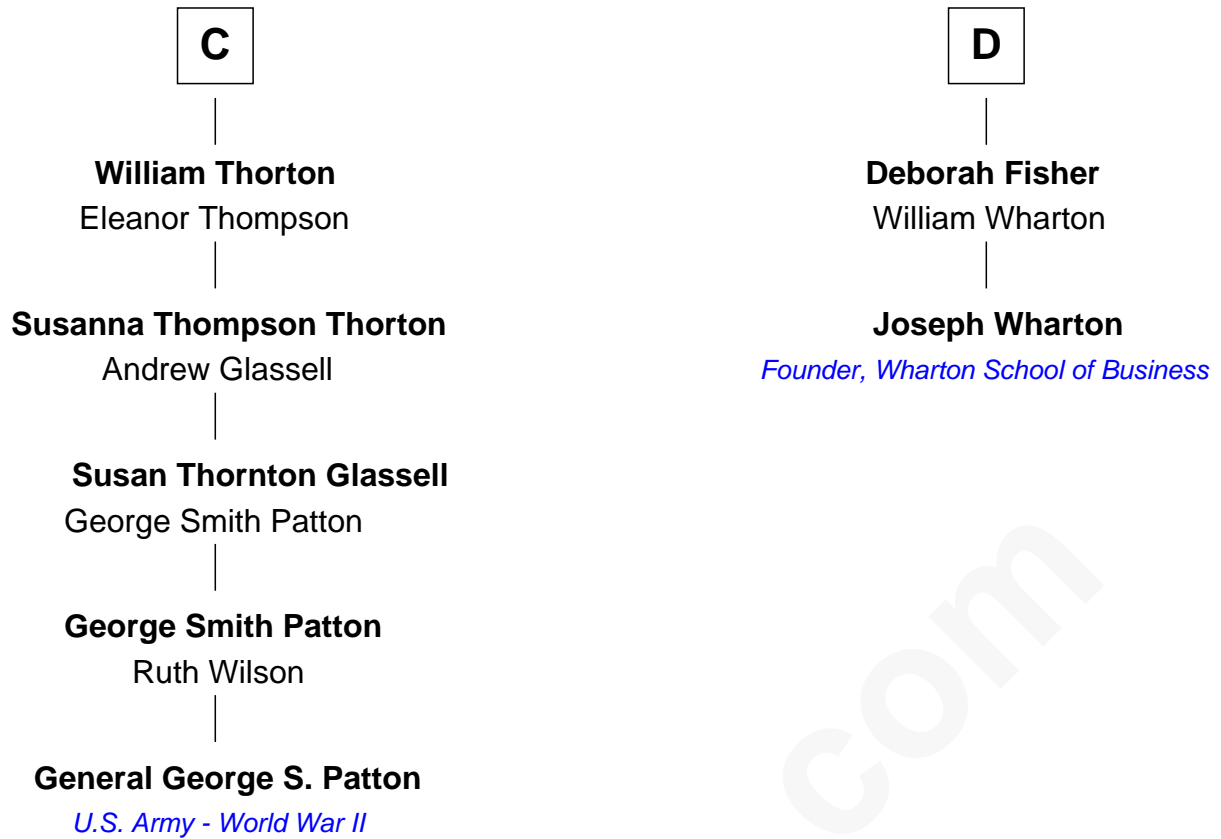 C
William Thorton
Eleanor Thompson
Susanna Thompson Thorton
Andrew Glassell
Susan Thornton Glassell
George Smith Patton
George Smith Patton
Ruth Wilson
General George S. Patton
U.S. Army - World War II
D
Deborah Fisher
William Wharton
Joseph Wharton
Founder, Wharton School of Business
com